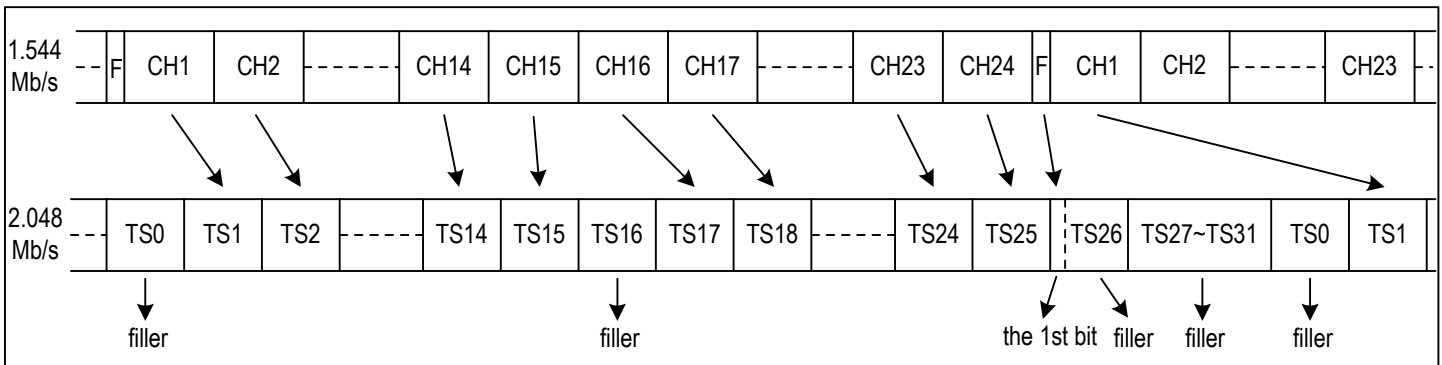 1.544
Mb/s
F CH1 CH2 CH14 CH15 CH16 CH17 CH23 CH24 F CH1 CH2 CH23
2.048
Mb/s
TS0 TS1 TS2 TS14 TS15 TS16 TS17 TS18 TS24 TS25 TS26 TS27~TS31 TS0 TS1
filler filler the 1st bit filler filler filler